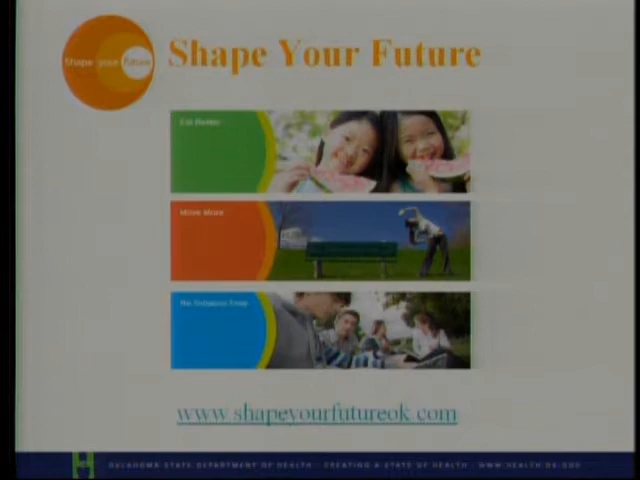 Shape your future
Shape Your Future
Eat Better
Move More
Be Tobacco Free
www.shapeyourfutureok.com
OKLAHOMA STATE DEPARTMENT OF HEALTH · CREATING A STATE OF HEALTH · WWW.HEALTH.OK.GOV